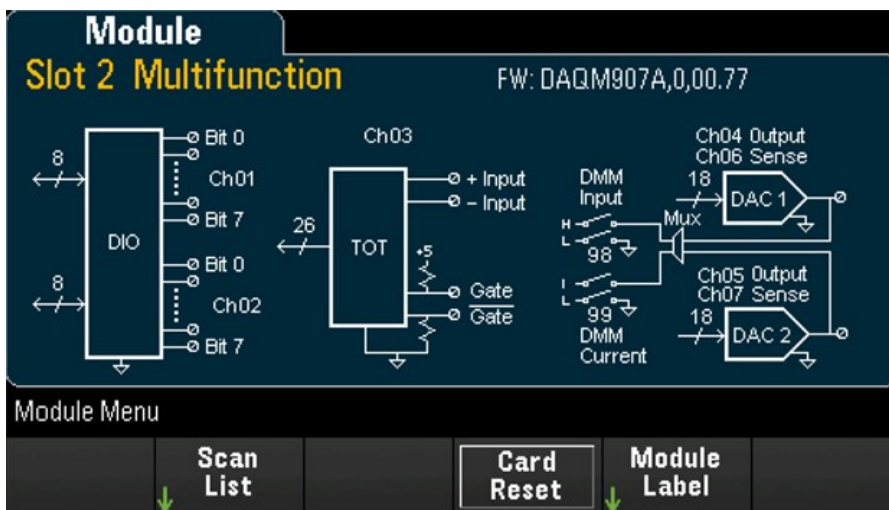 Module
Slot 2 Multifunction
FW: DAQM907A,0,00.77
8
DIO
Bit 0
Ch01
Bit 7
8
Bit 0
Ch02
Bit 7
Ch03
26
TOT
+ Input
- Input
+5
Gate
Gate
DMM
Input
H
L
98
I
L
99
DMM
Current
Mux
Ch04 Output
Ch06 Sense
18
DAC 1
Ch05 Output
Ch07 Sense
18
DAC 2
Module Menu
Scan
List
Card
Reset
Module
Label